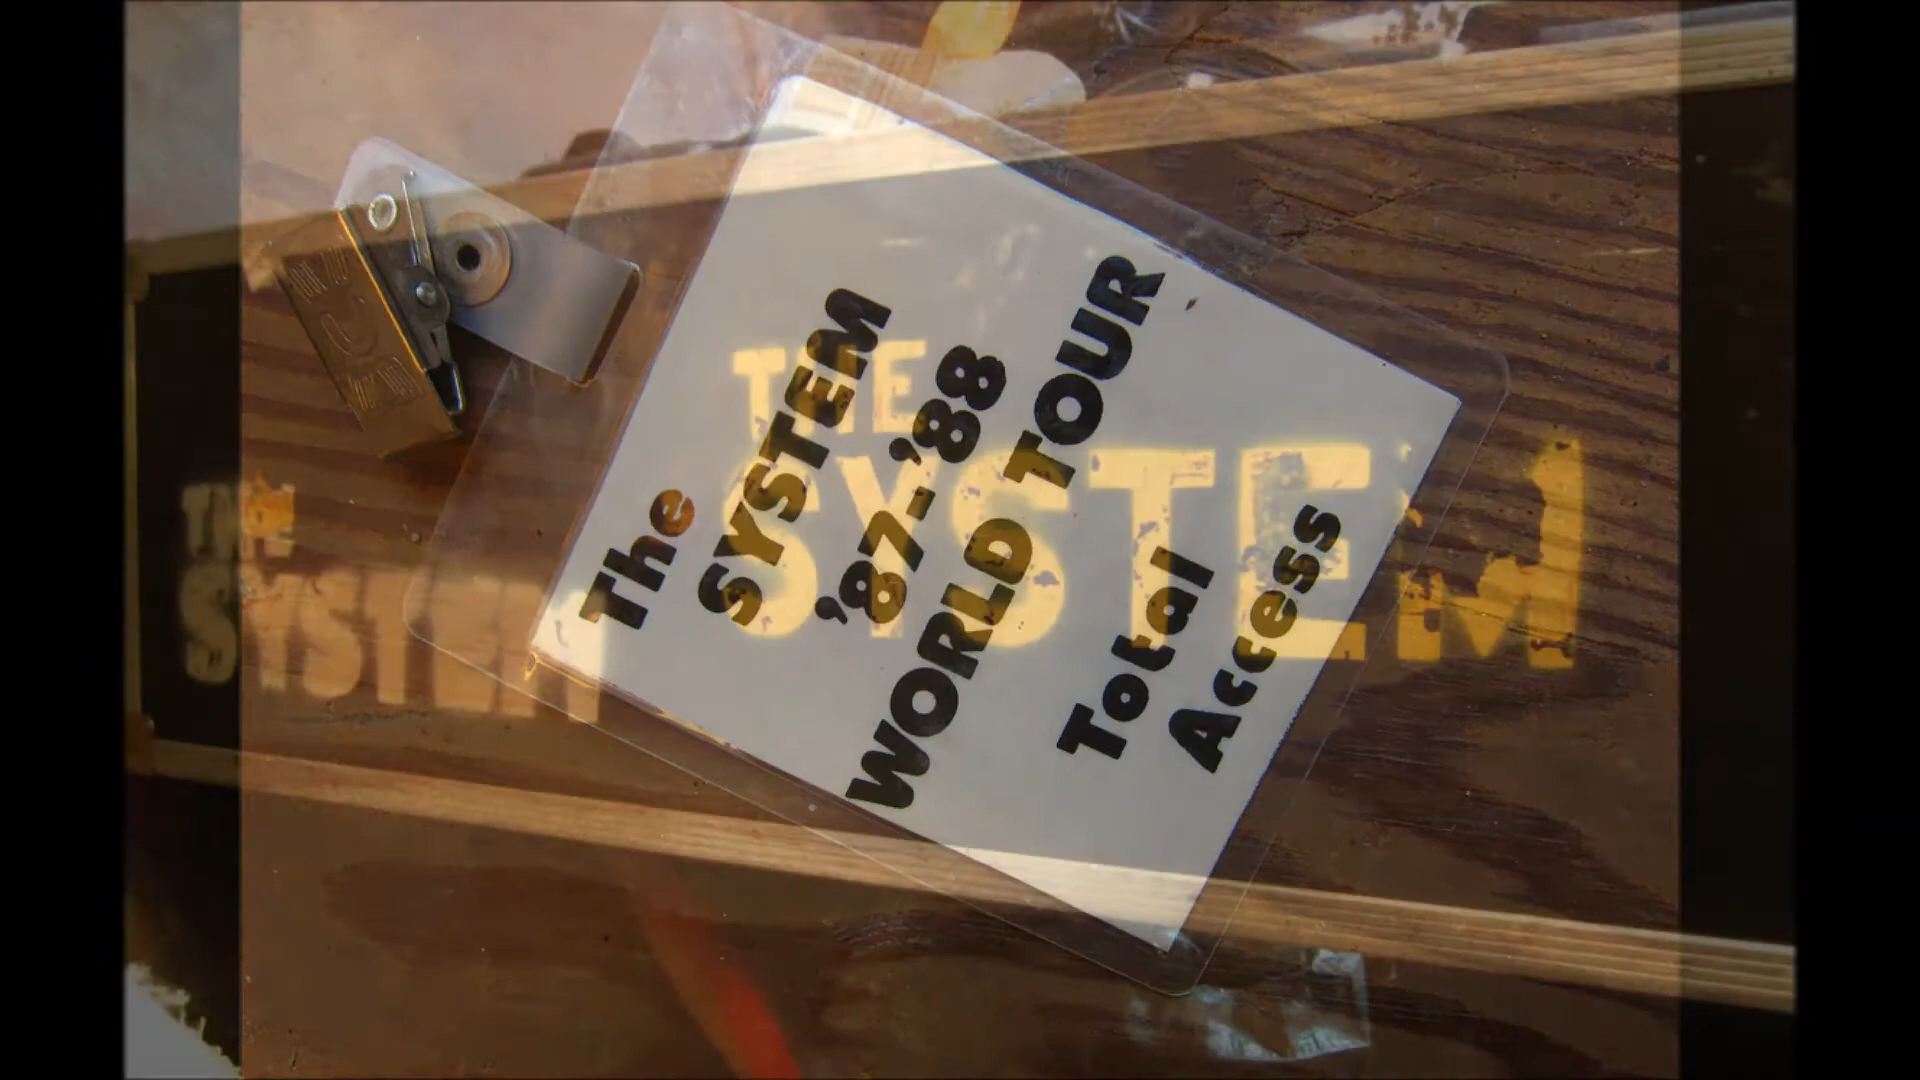 The
SYSTEM
'87-'88
WORLD TOUR
Total
Access
THE
SYSTEM
THE
SYSTEM